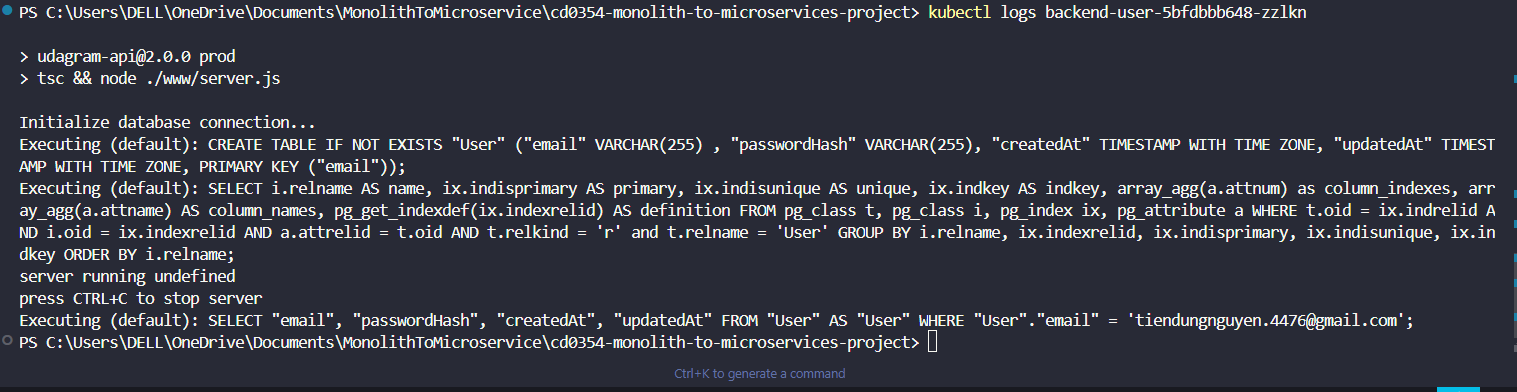 PS C:\Users\DELL\OneDrive\Documents\MonolithToMicroservice\cd0354-monolith-to-microservices-project> kubectl logs backend-user-5bfdbbb648-zzlkn
> udagram-api@2.0.0 prod
> tsc && node ./www/server.js
Initialize database connection...
Executing (default): CREATE TABLE IF NOT EXISTS "User" ("email" VARCHAR(255) , "passwordHash" VARCHAR(255), "createdAt" TIMESTAMP WITH TIME ZONE, "updatedAt" TIMEST
AMP WITH TIME ZONE, PRIMARY KEY ("email"));
Executing (default): SELECT i.relname AS name, ix.indisprimary AS primary, ix.indisunique AS unique, ix.indkey AS indkey, array_agg(a.attnum) as column_indexes, arr
ay_agg(a.attname) AS column_names, pg_get_indexdef(ix.indexrelid) AS definition FROM pg_class t, pg_class i, pg_index ix, pg_attribute a WHERE t.oid = ix.indrelid A
ND i.oid = ix.indexrelid AND a.attrelid = t.oid AND t.relkind = 'r' and t.relname = 'User' GROUP BY i.relname, ix.indexrelid, ix.indisprimary, ix.indisunique, ix.in
dkey ORDER BY i.relname;
server running undefined
press CTRL+C to stop server
Executing (default): SELECT "email", "passwordHash", "createdAt", "updatedAt" FROM "User" AS "User" WHERE "User"."email" = 'tiendungnguyen.4476@gmail.com';
PS C:\Users\DELL\OneDrive\Documents\MonolithToMicroservice\cd0354-monolith-to-microservices-project>
Ctrl+K to generate a command